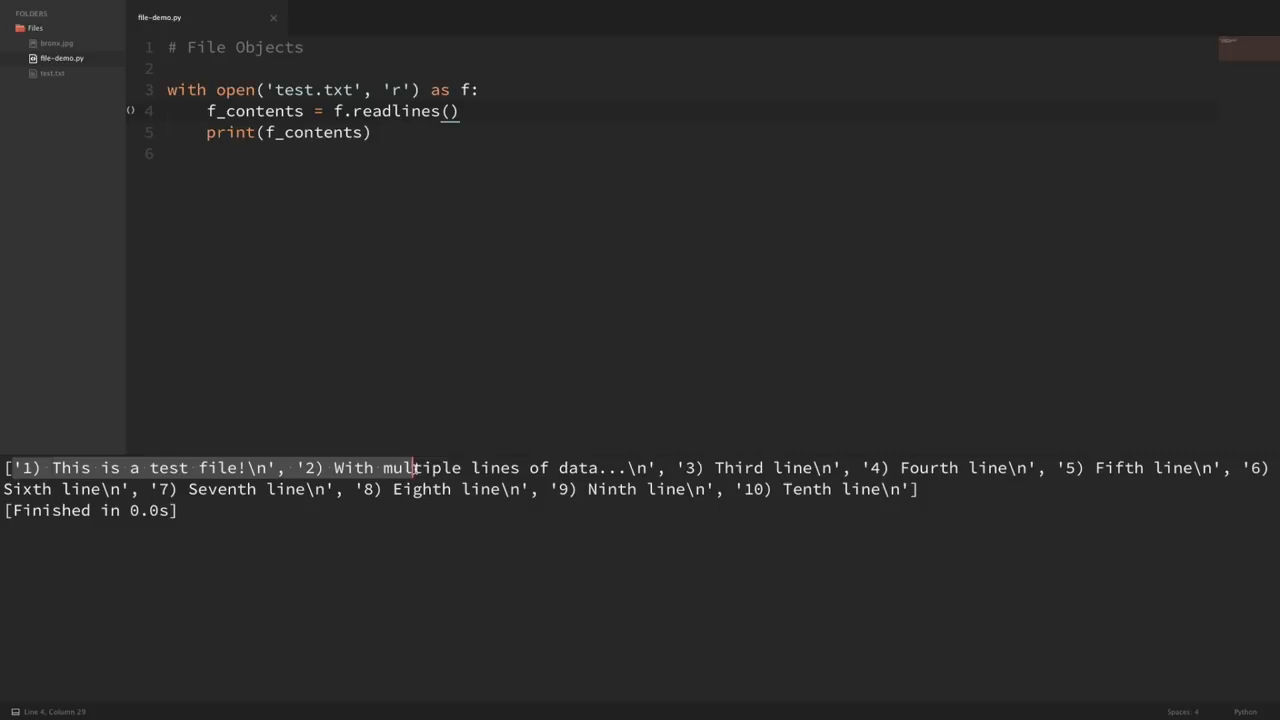 FOLDERS
Files
bronx.jpg
file-demo.py
test.txt
file-demo.py
1 # File Objects
2
3 with open('test.txt', 'r') as f:
4 f_contents = f.readlines()
5 print(f_contents)
6
['1) This is a test file!\n', '2) With multiple lines of data...\n', '3) Third line\n', '4) Fourth line\n', '5) Fifth line\n', '6)
Sixth line\n', '7) Seventh line\n', '8) Eighth line\n', '9) Ninth line\n', '10) Tenth line\n']
[Finished in 0.0s]
Line 4, Column 29
Spaces: 4
Python